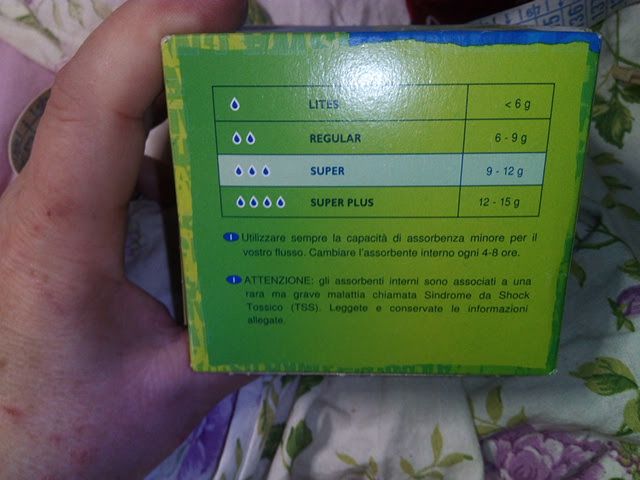 LITES < 6 g
REGULAR 6 - 9 g
SUPER 9 - 12 g
SUPER PLUS 12 - 15 g
I Utilizzare sempre la capacità di assorbenza minore per il
vostro flusso. Cambiare l'assorbente interno ogni 4-8 ore.
I ATTENZIONE: gli assorbenti interni sono associati a una
rara ma grave malattia chiamata Sindrome da Shock
Tossico (TSS). Leggete e conservate le informazioni
allegate.